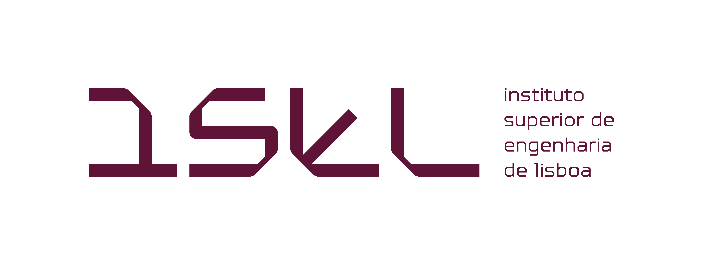 isel
instituto
superior de
engenharia
de lisboa